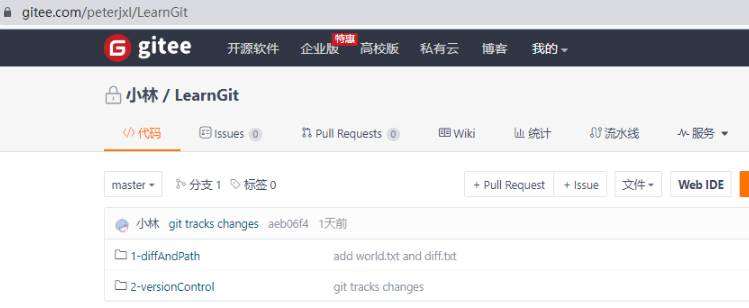 gitee.com/peterjxl/LearnGit
gitee 开源软件 企业版 特惠 高校版 私有云 博客 我的
小林 / LearnGit
代码 Issues 0 Pull Requests 0 Wiki 统计 流水线 服务
master 分支 1 标签 0 + Pull Request + Issue 文件 Web IDE
小林 git tracks changes aeb06f4 1天前
1-diffAndPath add world.txt and diff.txt
2-versionControl git tracks changes